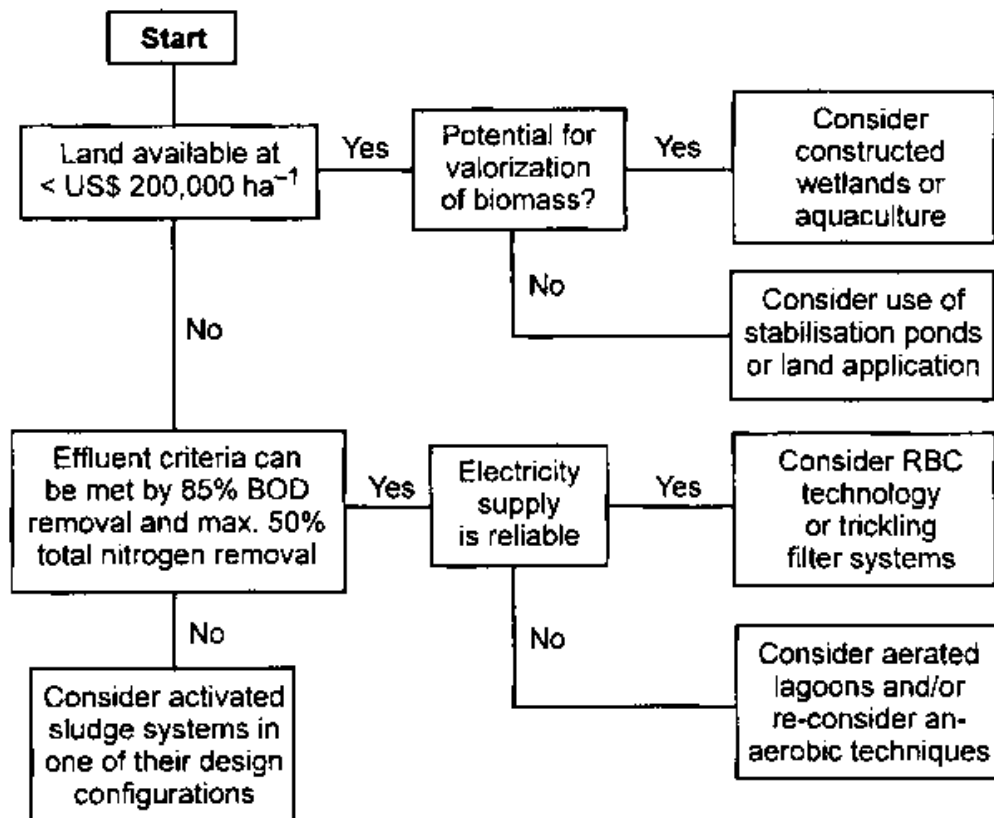 Start
Land available at
< US$ 200,000 ha⁻¹
Yes
Potential for
valorization
of biomass?
Yes
Consider
constructed
wetlands or
aquaculture
No
Consider use of
stabilisation ponds
or land application
No
Effluent criteria can
be met by 85% BOD
removal and max. 50%
total nitrogen removal
Yes
Electricity
supply
is reliable
Yes
Consider RBC
technology
or trickling
filter systems
No
Consider aerated
lagoons and/or
re-consider an-
aerobic techniques
No
Consider activated
sludge systems in
one of their design
configurations